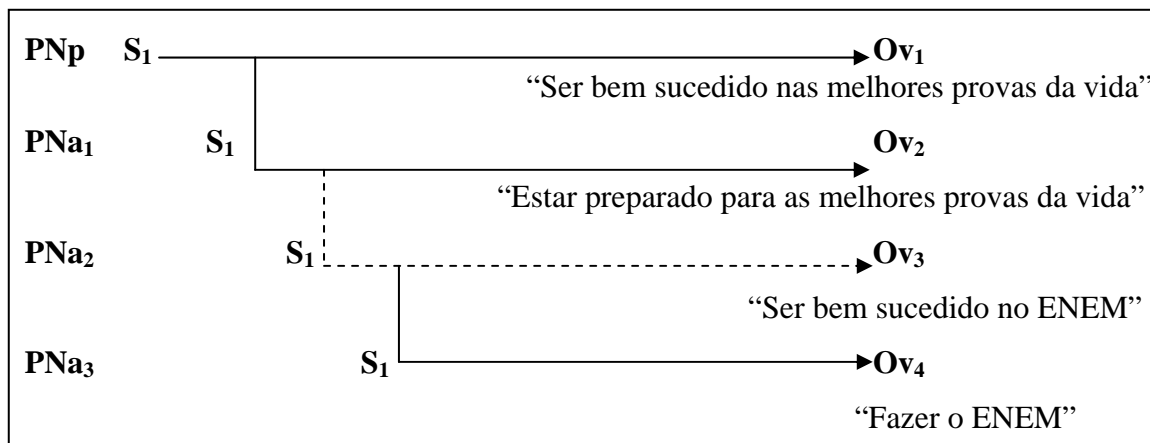 PNp S₁ Ov₁
“Ser bem sucedido nas melhores provas da vida”
PNa₁ S₁ Ov₂
“Estar preparado para as melhores provas da vida”
PNa₂ S₁ Ov₃
“Ser bem sucedido no ENEM”
PNa₃ S₁ Ov₄
“Fazer o ENEM”